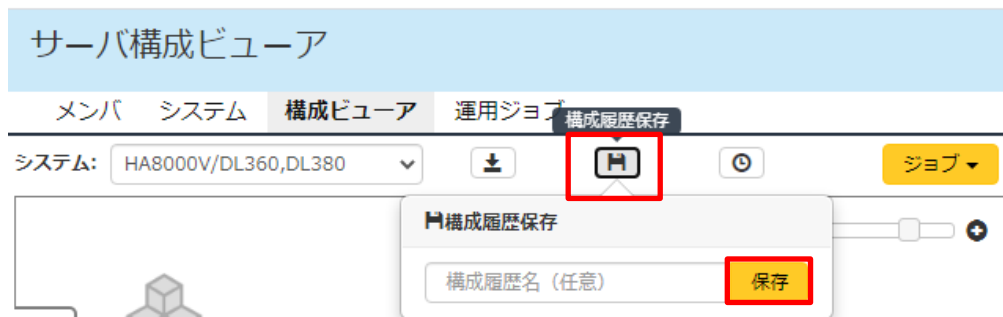 サーバ構成ビューア
メンバ システム 構成ビューア 運用ジョブ
構成履歴保存
システム: HA8000V/DL360,DL380 ジョブ
構成履歴保存
構成履歴名（任意） 保存